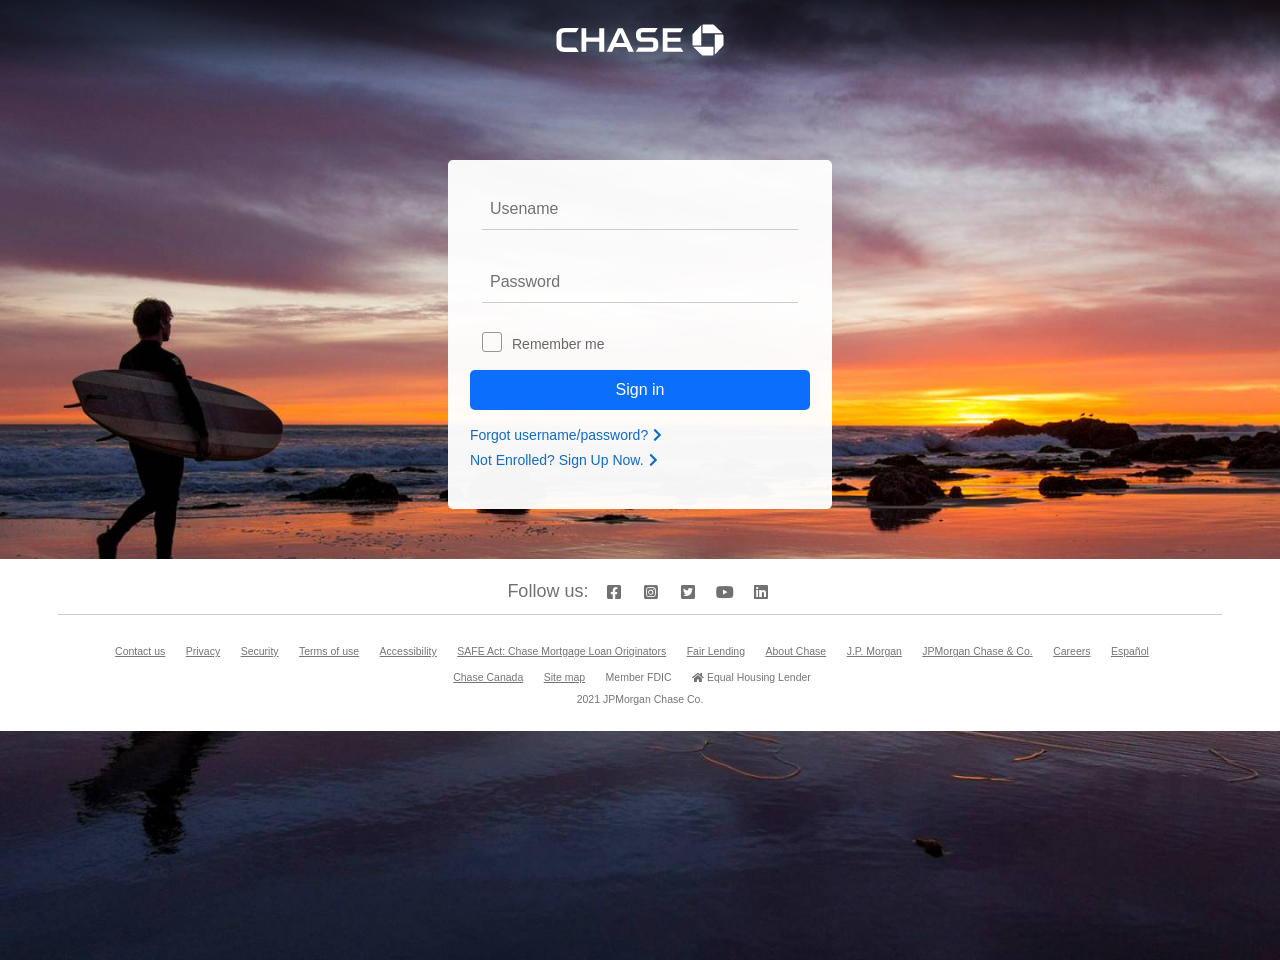 CHASE
Usename
Password
Remember me
Sign in
Forgot username/password?
Not Enrolled? Sign Up Now.
Follow us:
Contact us Privacy Security Terms of use Accessibility SAFE Act: Chase Mortgage Loan Originators Fair Lending About Chase J.P. Morgan JPMorgan Chase & Co. Careers Español
Chase Canada Site map Member FDIC Equal Housing Lender
2021 JPMorgan Chase Co.